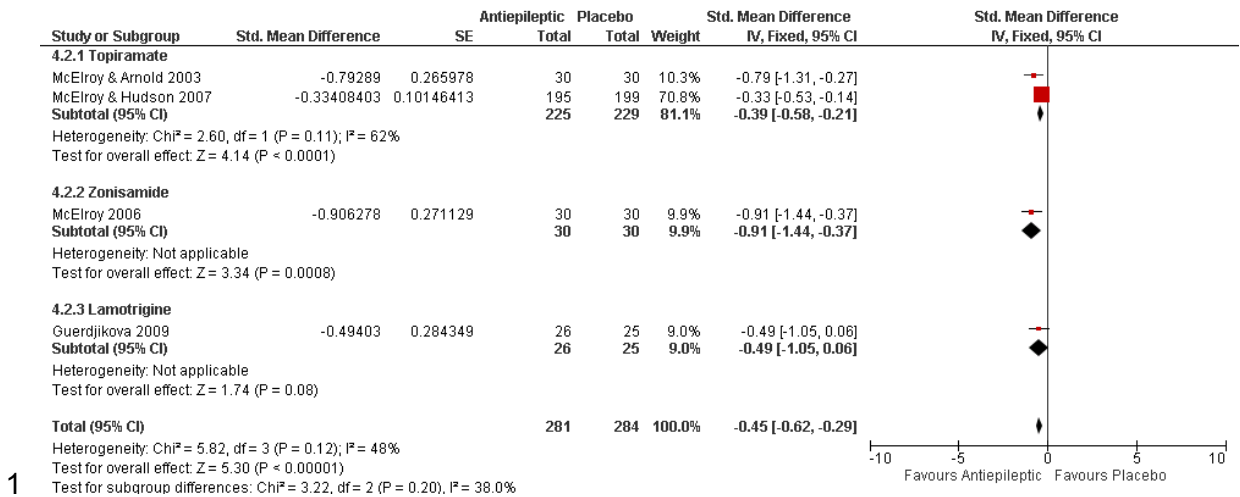 Antiepileptic Placebo Std. Mean Difference Std. Mean Difference
Study or Subgroup Std. Mean Difference SE Total Total Weight IV, Fixed, 95% CI IV, Fixed, 95% CI
4.2.1 Topiramate
McElroy & Arnold 2003 -0.79289 0.265978 30 30 10.3% -0.79 [-1.31, -0.27]
McElroy & Hudson 2007 -0.33408403 0.10146413 195 199 70.8% -0.33 [-0.53, -0.14]
Subtotal (95% CI) 225 229 81.1% -0.39 [-0.58, -0.21]
Heterogeneity: Chi² = 2.60, df = 1 (P = 0.11); I² = 62%
Test for overall effect: Z = 4.14 (P < 0.0001)
4.2.2 Zonisamide
McElroy 2006 -0.906278 0.271129 30 30 9.9% -0.91 [-1.44, -0.37]
Subtotal (95% CI) 30 30 9.9% -0.91 [-1.44, -0.37]
Heterogeneity: Not applicable
Test for overall effect: Z = 3.34 (P = 0.0008)
4.2.3 Lamotrigine
Guerdjikova 2009 -0.49403 0.284349 26 25 9.0% -0.49 [-1.05, 0.06]
Subtotal (95% CI) 26 25 9.0% -0.49 [-1.05, 0.06]
Heterogeneity: Not applicable
Test for overall effect: Z = 1.74 (P = 0.08)
Total (95% CI) 281 284 100.0% -0.45 [-0.62, -0.29]
Heterogeneity: Chi² = 5.82, df = 3 (P = 0.12); I² = 48%
-10 -5 0 5 10
Test for overall effect: Z = 5.30 (P < 0.00001)
Favours Antiepileptic Favours Placebo
1 Test for subgroup differences: Chi² = 3.22, df = 2 (P = 0.20), I² = 38.0%